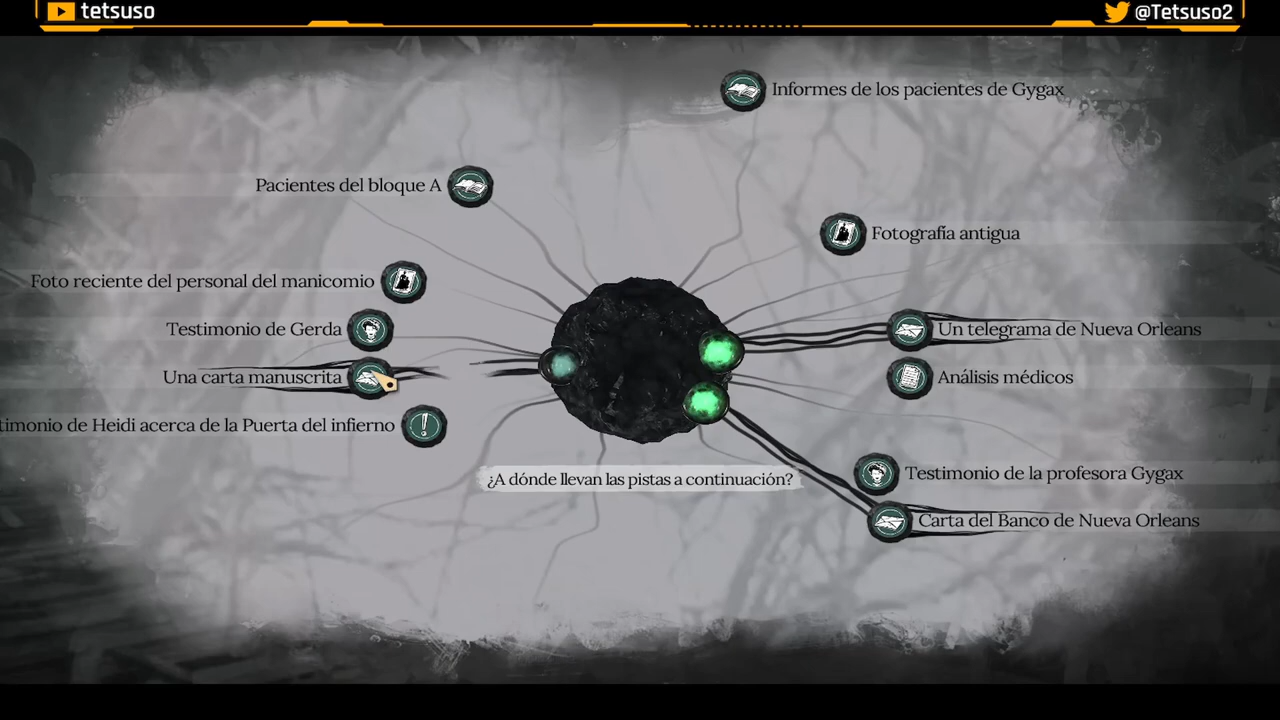 tetsuso
@Tetsuso2
Informes de los pacientes de Gygax
Pacientes del bloque A
Fotografía antigua
Foto reciente del personal del manicomio
Testimonio de Gerda
Un telegrama de Nueva Orleans
Una carta manuscrita
Análisis médicos
timonio de Heidi acerca de la Puerta del infierno
Testimonio de la profesora Gygax
¿A dónde llevan las pistas a continuación?
Carta del Banco de Nueva Orleans